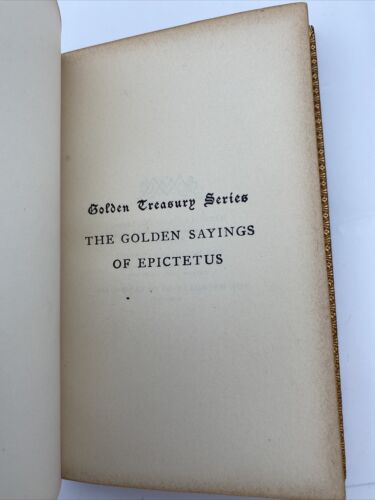 Golden Treasury Series
THE GOLDEN SAYINGS
OF EPICTETUS